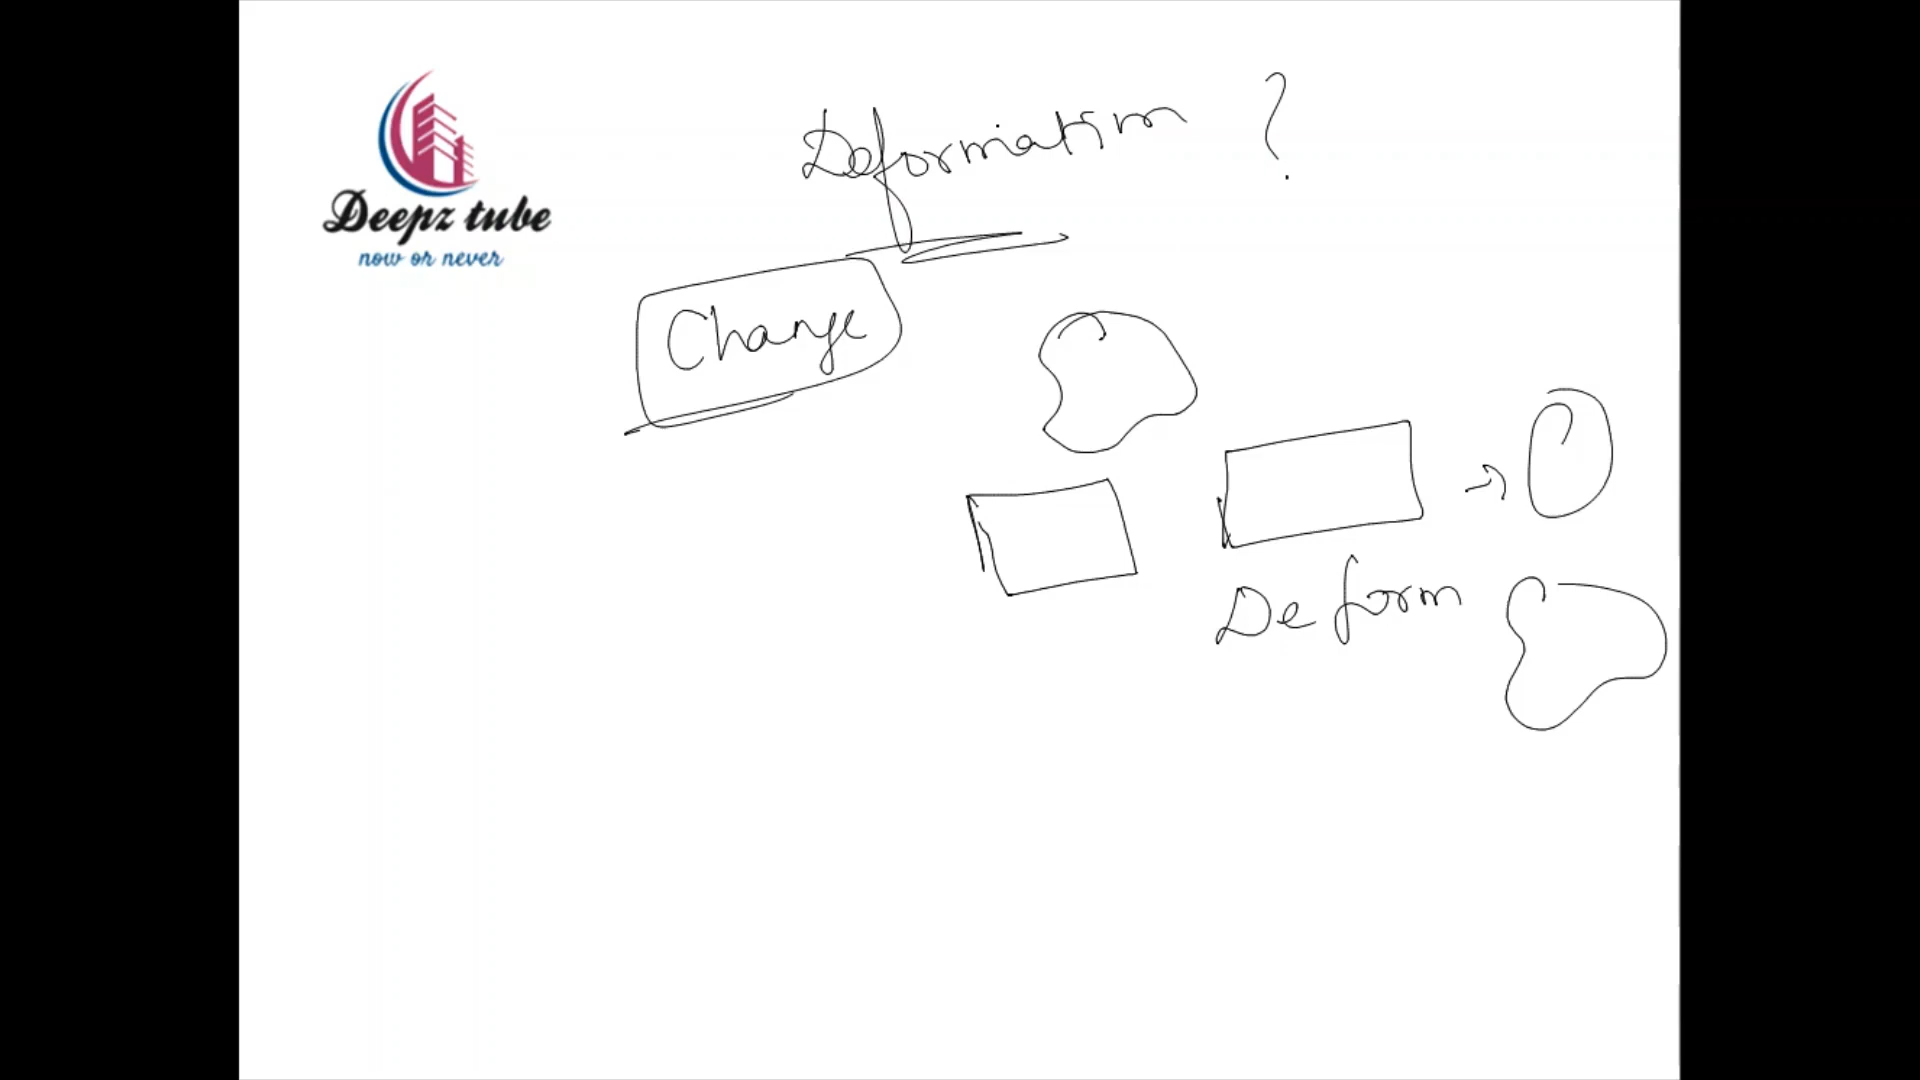 Deformation ?
Deepz tube
now or never
Change
Deform